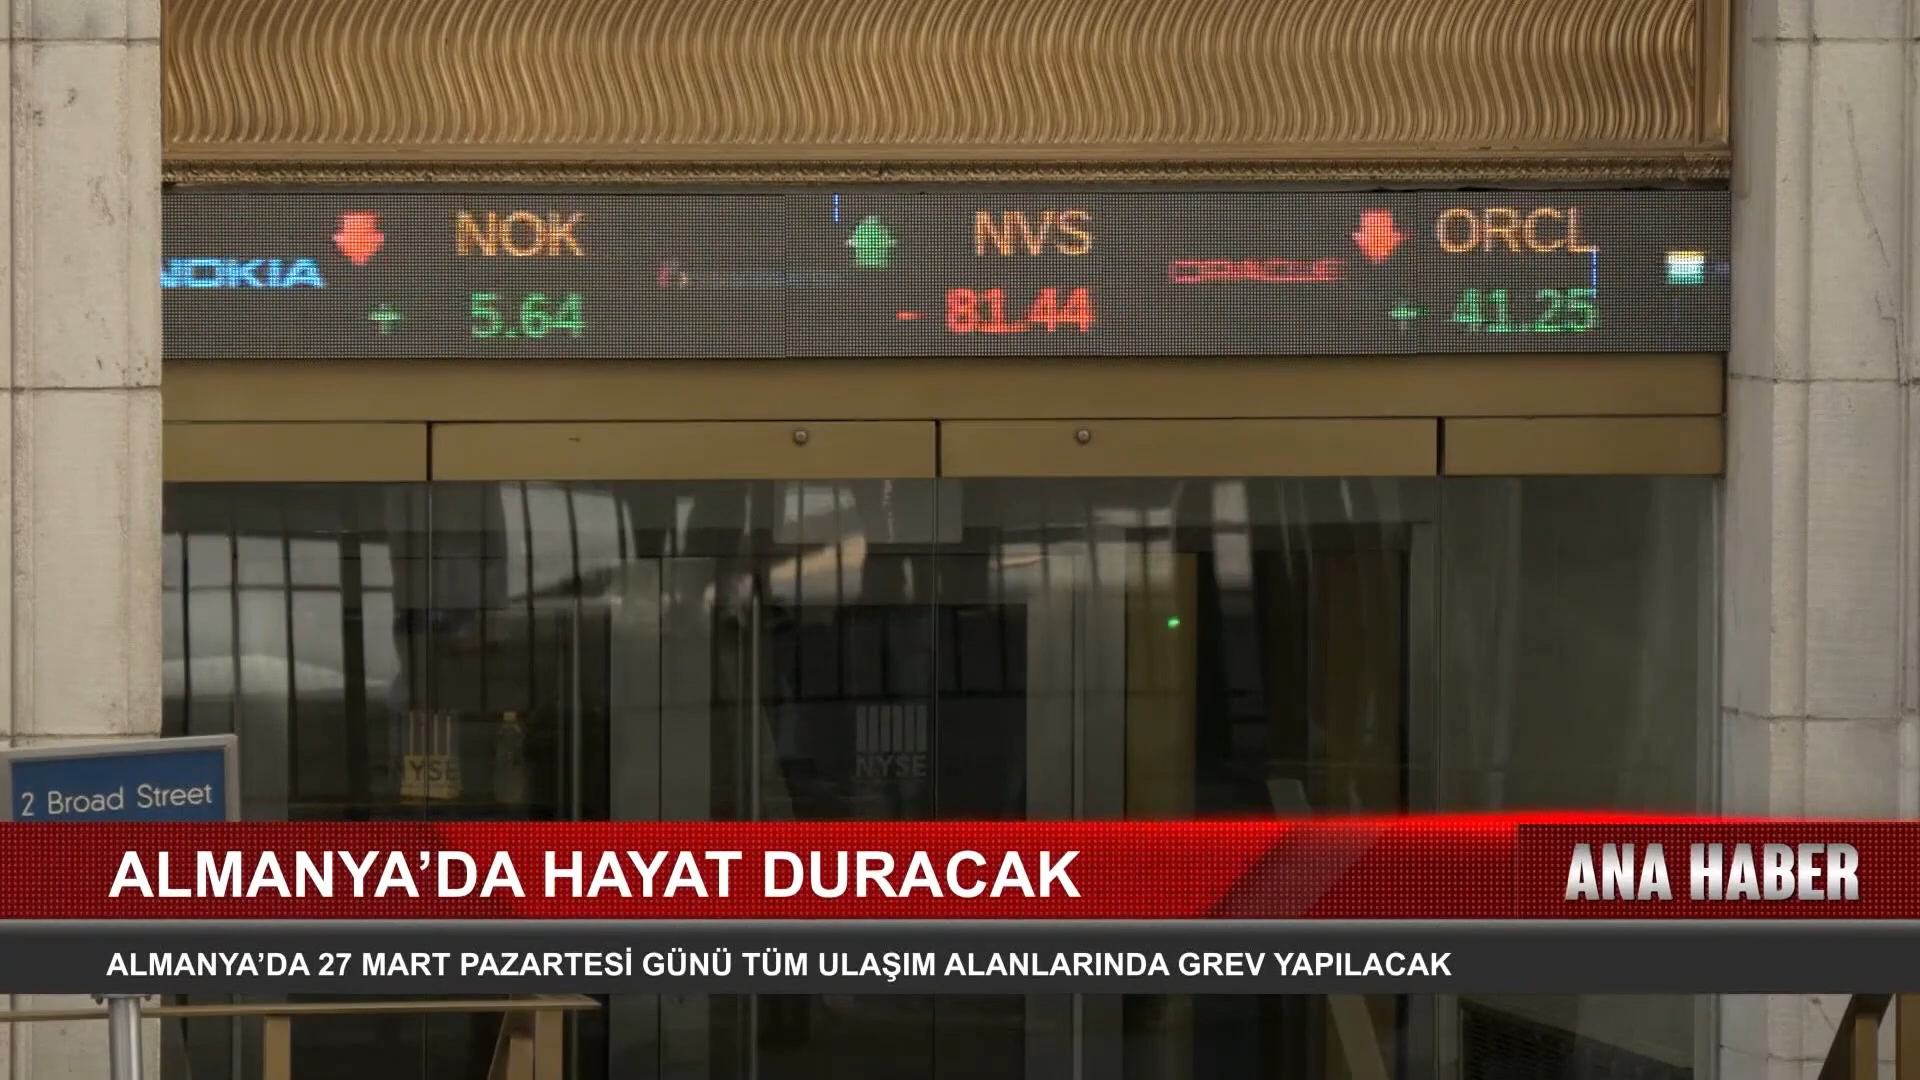 NOK NVS ORCL
NOKIA ORACLE
+ 5.64 - 81.44 + 41.25
NYSE NYSE
2 Broad Street
ALMANYA’DA HAYAT DURACAK
ANA HABER
ALMANYA’DA 27 MART PAZARTESİ GÜNÜ TÜM ULAŞIM ALANLARINDA GREV YAPILACAK